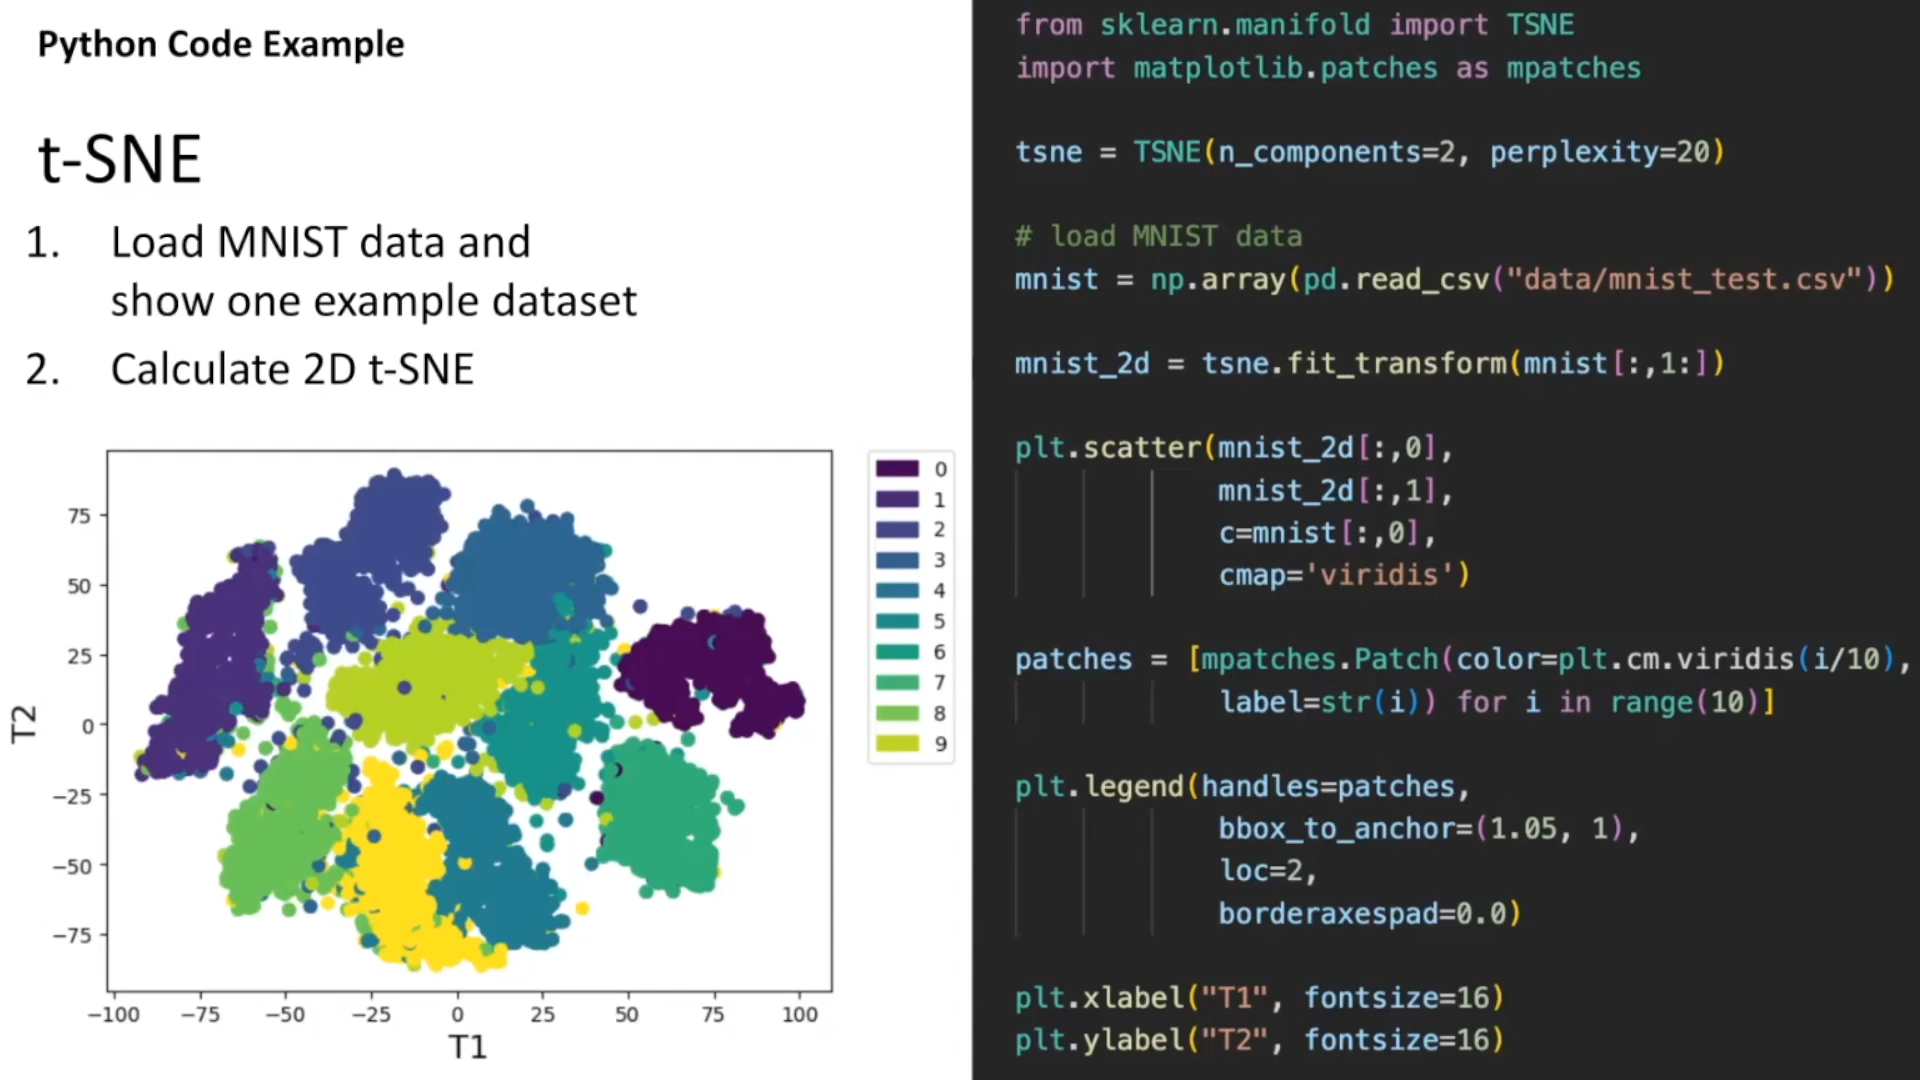 Python Code Example
t-SNE
1. Load MNIST data and
show one example dataset
2. Calculate 2D t-SNE
75
50
25
0
−25
−50
−75
T2
−100 −75 −50 −25 0 25 50 75 100
T1
0
1
2
3
4
5
6
7
8
9
from sklearn.manifold import TSNE
import matplotlib.patches as mpatches
tsne = TSNE(n_components=2, perplexity=20)
# load MNIST data
mnist = np.array(pd.read_csv("data/mnist_test.csv"))
mnist_2d = tsne.fit_transform(mnist[:,1:])
plt.scatter(mnist_2d[:,0],
mnist_2d[:,1],
c=mnist[:,0],
cmap='viridis')
patches = [mpatches.Patch(color=plt.cm.viridis(i/10),
label=str(i)) for i in range(10)]
plt.legend(handles=patches,
bbox_to_anchor=(1.05, 1),
loc=2,
borderaxespad=0.0)
plt.xlabel("T1", fontsize=16)
plt.ylabel("T2", fontsize=16)